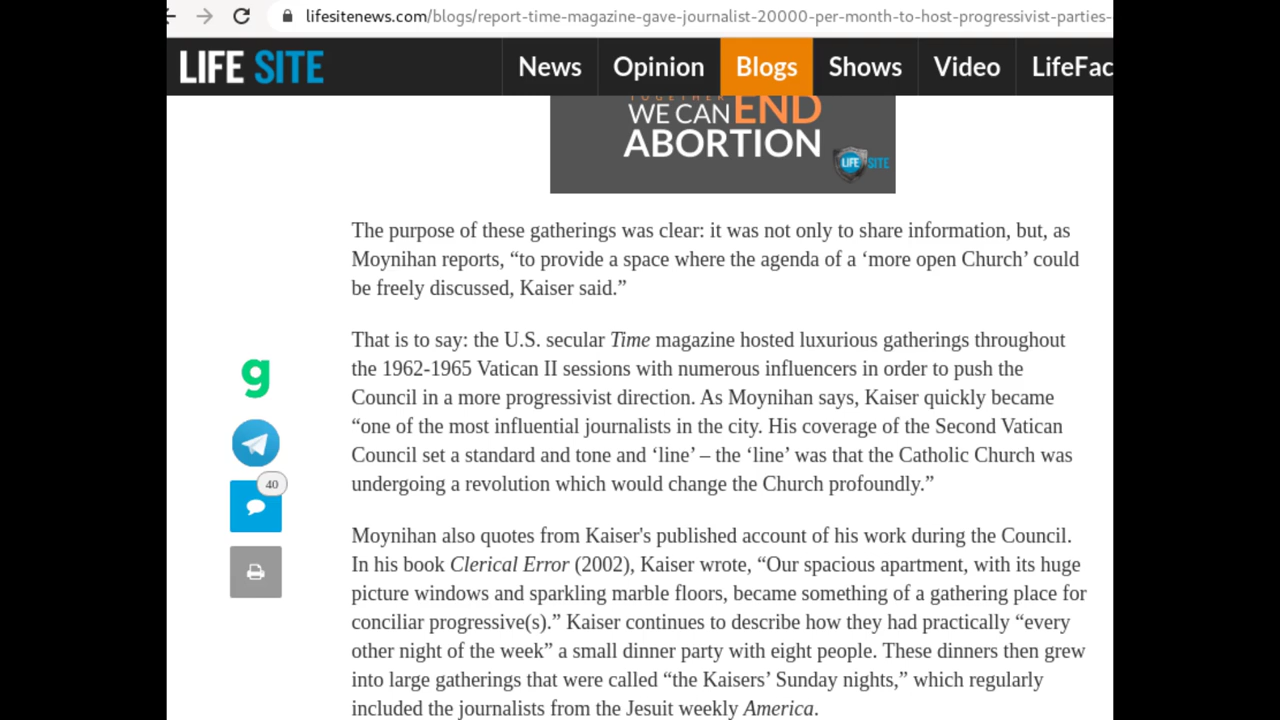 lifesitenews.com/blogs/report-time-magazine-gave-journalist-20000-per-month-to-host-progressivist-parties-
LIFE SITE
News Opinion Blogs Shows Video LifeFac
TOGETHER
WE CAN END
ABORTION
LIFE SITE
The purpose of these gatherings was clear: it was not only to share information, but, as
Moynihan reports, “to provide a space where the agenda of a ‘more open Church’ could
be freely discussed, Kaiser said.”
That is to say: the U.S. secular Time magazine hosted luxurious gatherings throughout
the 1962-1965 Vatican II sessions with numerous influencers in order to push the
Council in a more progressivist direction. As Moynihan says, Kaiser quickly became
“one of the most influential journalists in the city. His coverage of the Second Vatican
Council set a standard and tone and ‘line’ – the ‘line’ was that the Catholic Church was
undergoing a revolution which would change the Church profoundly.”
g
40
Moynihan also quotes from Kaiser's published account of his work during the Council.
In his book Clerical Error (2002), Kaiser wrote, “Our spacious apartment, with its huge
picture windows and sparkling marble floors, became something of a gathering place for
conciliar progressive(s).” Kaiser continues to describe how they had practically “every
other night of the week” a small dinner party with eight people. These dinners then grew
into large gatherings that were called “the Kaisers’ Sunday nights,” which regularly
included the journalists from the Jesuit weekly America.